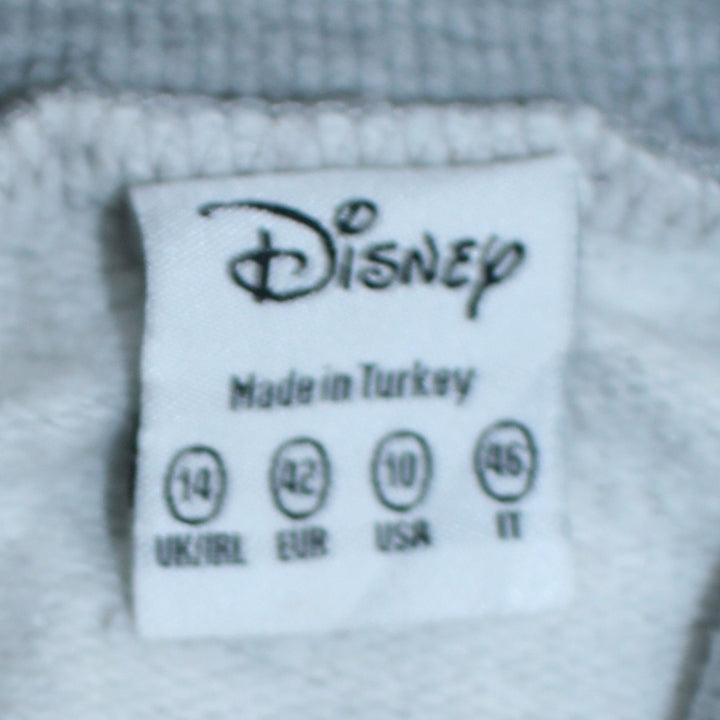 Disney
Made in Turkey
14 42 10 46
UK/IRL EUR USA IT